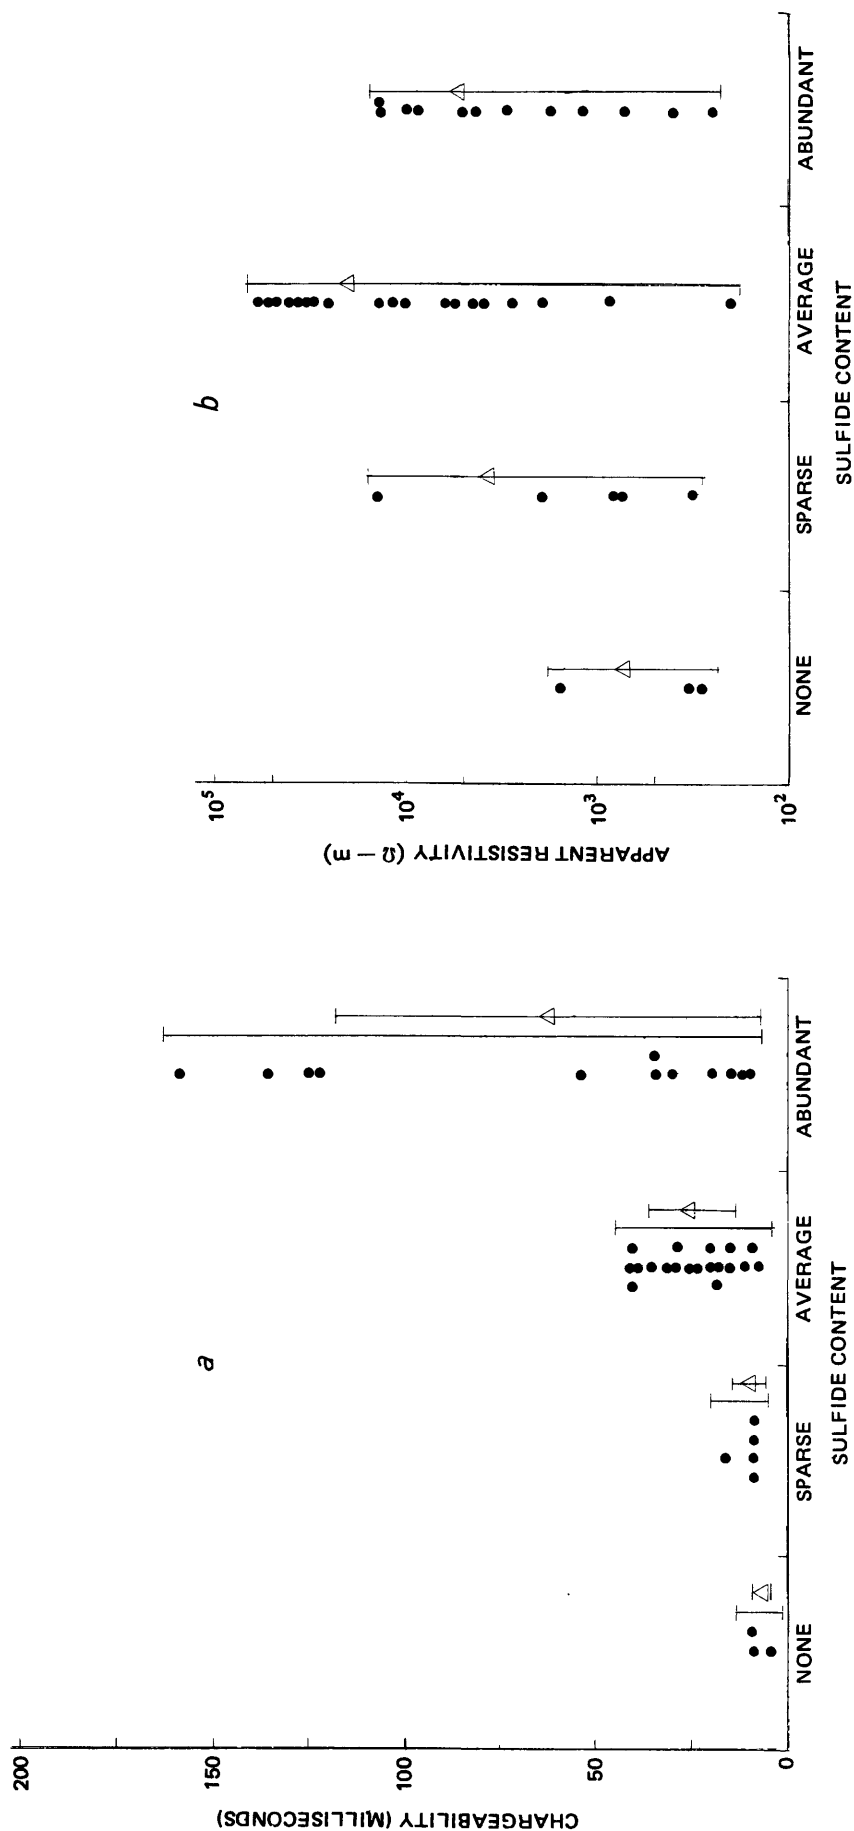 a
CHARGEABILITY (MILLISECONDS)
200
150
100
50
0
NONE
SPARSE
AVERAGE
ABUNDANT
SULFIDE CONTENT
b
APPARENT RESISTIVITY (Ω — m)
10⁵
10⁴
10³
10²
NONE
SPARSE
AVERAGE
ABUNDANT
SULFIDE CONTENT